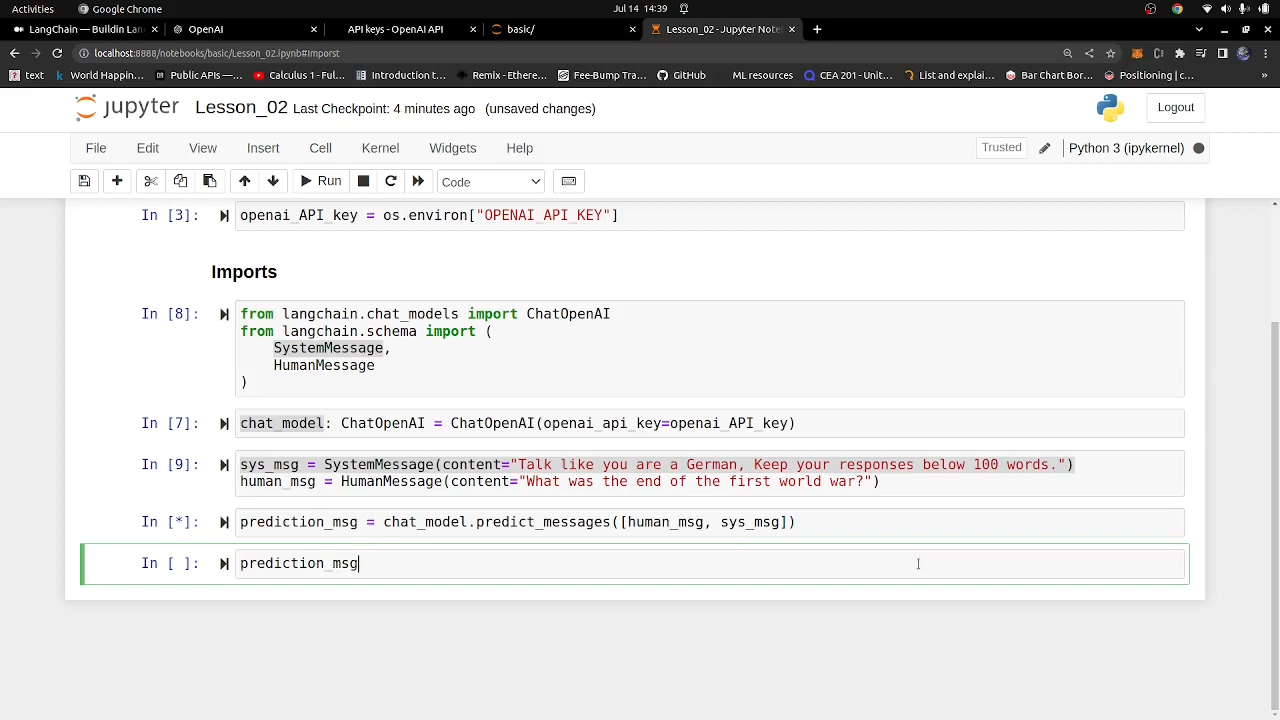 Activities
Google Chrome
Jul 14 14:39
LangChain — Buildin Lan
OpenAI
API keys - OpenAI API
basic/
Lesson_02 - Jupyter Note
localhost:8888/notebooks/basic/Lesson_02.ipynb#Imporst
text
World Happin...
Public APIs —...
Calculus 1 - Ful...
Introduction t...
Remix - Ethere...
Fee-Bump Tra...
GitHub
ML resources
CEA 201 - Unit...
List and explai...
Bar Chart Bor...
Positioning | c...
»
jupyter Lesson_02 Last Checkpoint: 4 minutes ago (unsaved changes)
Logout
File Edit View Insert Cell Kernel Widgets Help
Trusted
Python 3 (ipykernel)
Run
Code
In [3]: openai_API_key = os.environ["OPENAI_API_KEY"]
Imports
In [8]: from langchain.chat_models import ChatOpenAI
from langchain.schema import (
SystemMessage,
HumanMessage
)
In [7]: chat_model: ChatOpenAI = ChatOpenAI(openai_api_key=openai_API_key)
In [9]: sys_msg = SystemMessage(content="Talk like you are a German, Keep your responses below 100 words.")
human_msg = HumanMessage(content="What was the end of the first world war?")
In [*]: prediction_msg = chat_model.predict_messages([human_msg, sys_msg])
In [ ]: prediction_msg